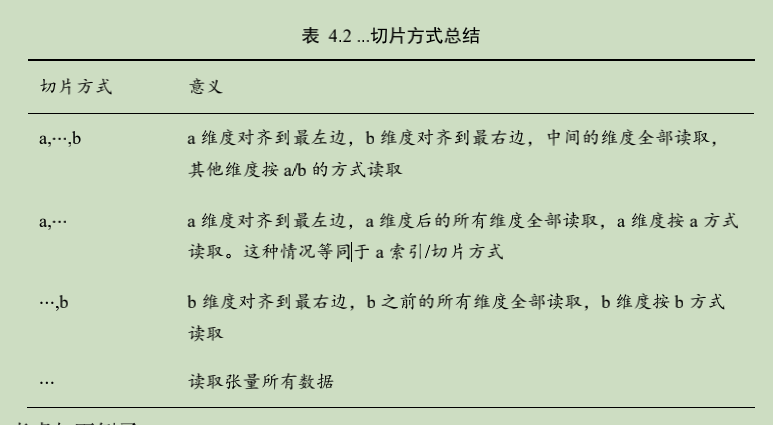 表 4.2 ...切片方式总结
切片方式 意义
a,⋯,b a 维度对齐到最左边，b 维度对齐到最右边，中间的维度全部读取，
其他维度按 a/b 的方式读取
a,⋯ a 维度对齐到最左边，a 维度后的所有维度全部读取，a 维度按 a 方式
读取。这种情况等同于 a 索引/切片方式
⋯,b b 维度对齐到最右边，b 之前的所有维度全部读取，b 维度按 b 方式
读取
⋯ 读取张量所有数据